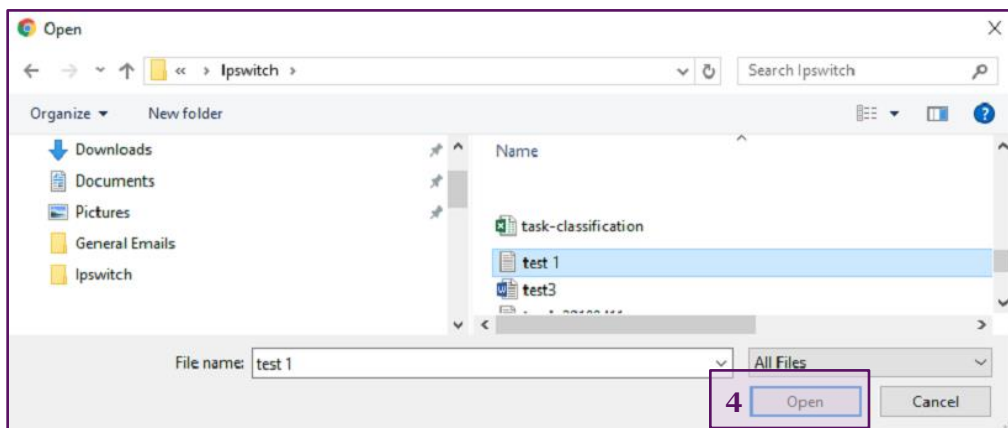 Open
« > Ipswitch >
Search Ipswitch
Organize
New folder
Downloads
Documents
Pictures
General Emails
Ipswitch
Name
task-classification
test 1
test3
File name: test 1
All Files
4 Open
Cancel